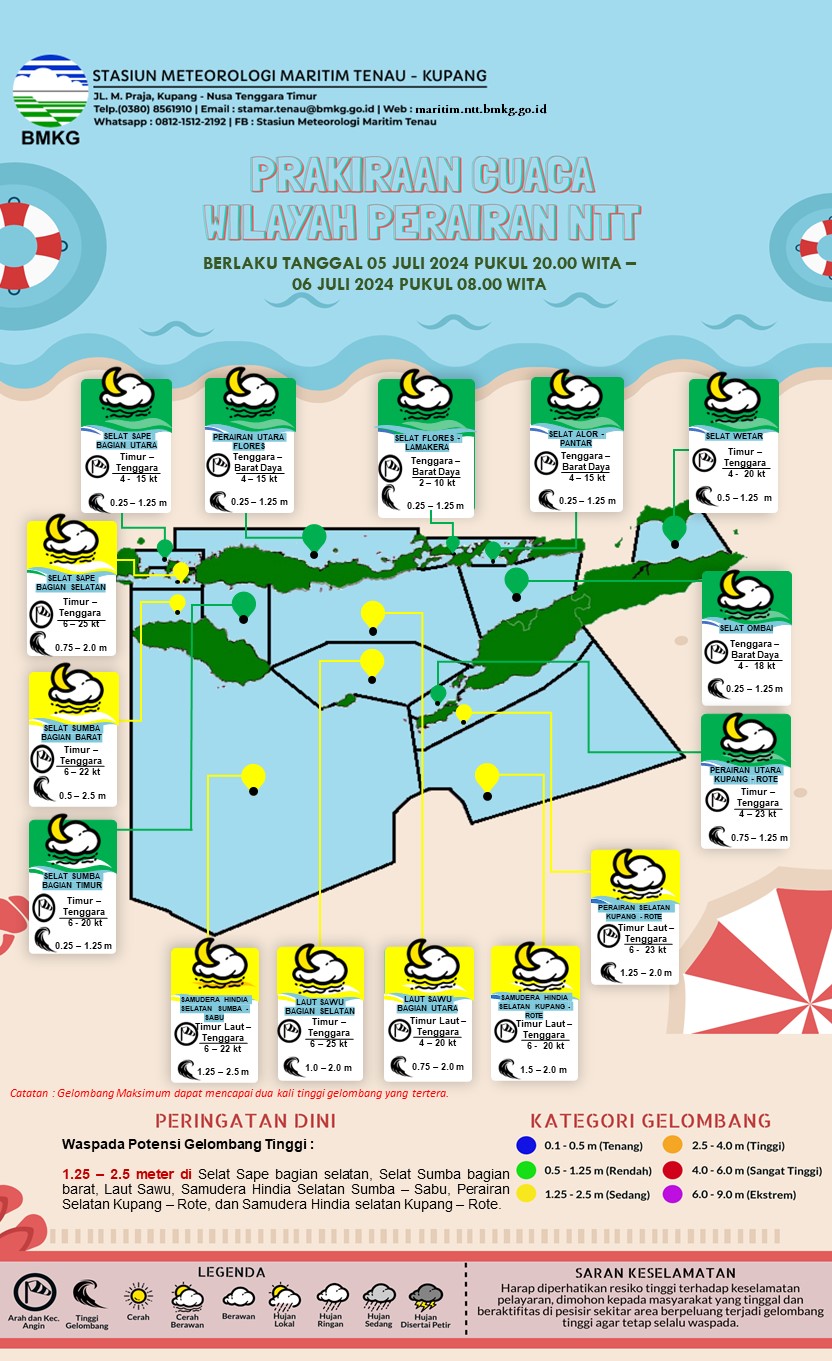 BMKG
STASIUN METEOROLOGI MARITIM TENAU - KUPANG
JL. M. Praja, Kupang - Nusa Tenggara Timur
Telp.(0380) 8561910 | Email : stamar.tenau@bmkg.go.id | Web : maritim.ntt.bmkg.go.id
Whatsapp : 0812-1512-2192 | FB : Stasiun Meteorologi Maritim Tenau
PRAKIRAAN CUACA
WILAYAH PERAIRAN NTT
BERLAKU TANGGAL 05 JULI 2024 PUKUL 20.00 WITA –
06 JULI 2024 PUKUL 08.00 WITA
SELAT SAPE
BAGIAN UTARA
Timur –
Tenggara
4 - 15 kt
0.25 – 1.25 m
PERAIRAN UTARA
FLORES
Tenggara –
Barat Daya
4 – 15 kt
0.25 – 1.25 m
SELAT FLORES -
LAMAKERA
Tenggara –
Barat Daya
2 – 10 kt
0.25 – 1.25 m
SELAT ALOR -
PANTAR
Tenggara –
Barat Daya
4 – 15 kt
0.25 – 1.25 m
SELAT WETAR
Timur –
Tenggara
4 - 20 kt
0.5 – 1.25 m
SELAT SAPE
BAGIAN SELATAN
Timur –
Tenggara
6 – 25 kt
0.75 – 2.0 m
SELAT OMBAI
Tenggara –
Barat Daya
4 - 18 kt
0.25 – 1.25 m
SELAT SUMBA
BAGIAN BARAT
Timur –
Tenggara
6 – 22 kt
0.5 – 2.5 m
PERAIRAN UTARA
KUPANG - ROTE
Timur –
Tenggara
4 – 23 kt
0.75 – 1.25 m
SELAT SUMBA
BAGIAN TIMUR
Timur –
Tenggara
6 - 20 kt
0.25 – 1.25 m
PERAIRAN SELATAN
KUPANG - ROTE
Timur Laut –
Tenggara
6 - 23 kt
1.25 – 2.0 m
SAMUDERA HINDIA
SELATAN SUMBA -
SABU
Timur Laut –
Tenggara
6 – 22 kt
1.25 – 2.5 m
LAUT SAWU
BAGIAN SELATAN
Timur –
Tenggara
6 – 25 kt
1.0 – 2.0 m
LAUT SAWU
BAGIAN UTARA
Timur Laut –
Tenggara
4 – 20 kt
0.75 – 2.0 m
SAMUDERA HINDIA
SELATAN KUPANG -
ROTE
Timur Laut –
Tenggara
6 - 20 kt
1.5 – 2.0 m
Catatan : Gelombang Maksimum dapat mencapai dua kali tinggi gelombang yang tertera.
PERINGATAN DINI
Waspada Potensi Gelombang Tinggi :
1.25 – 2.5 meter di Selat Sape bagian selatan, Selat Sumba bagian
barat, Laut Sawu, Samudera Hindia Selatan Sumba – Sabu, Perairan
Selatan Kupang – Rote, dan Samudera Hindia selatan Kupang – Rote.
KATEGORI GELOMBANG
0.1 - 0.5 m (Tenang)
0.5 - 1.25 m (Rendah)
1.25 - 2.5 m (Sedang)
2.5 - 4.0 m (Tinggi)
4.0 - 6.0 m (Sangat Tinggi)
6.0 - 9.0 m (Ekstrem)
LEGENDA
Arah dan Kec.
Angin
Tinggi
Gelombang
Cerah
Cerah
Berawan
Berawan
Hujan
Lokal
Hujan
Ringan
Hujan
Sedang
Hujan
Disertai Petir
SARAN KESELAMATAN
Harap diperhatikan resiko tinggi terhadap keselamatan
pelayaran, dimohon kepada masyarakat yang tinggal dan
beraktifitas di pesisir sekitar area berpeluang terjadi gelombang
tinggi agar tetap selalu waspada.